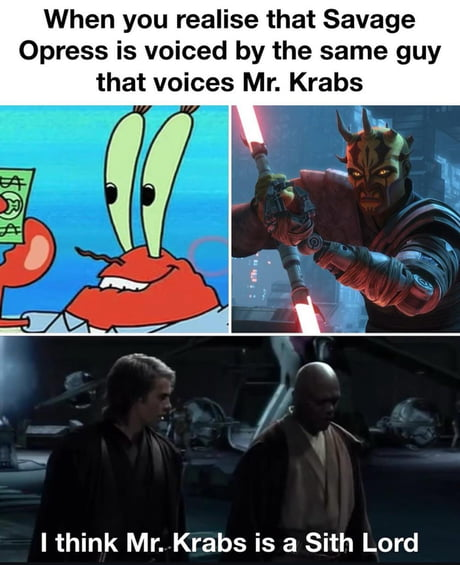 When you realise that Savage
Opress is voiced by the same guy
that voices Mr. Krabs
I think Mr. Krabs is a Sith Lord